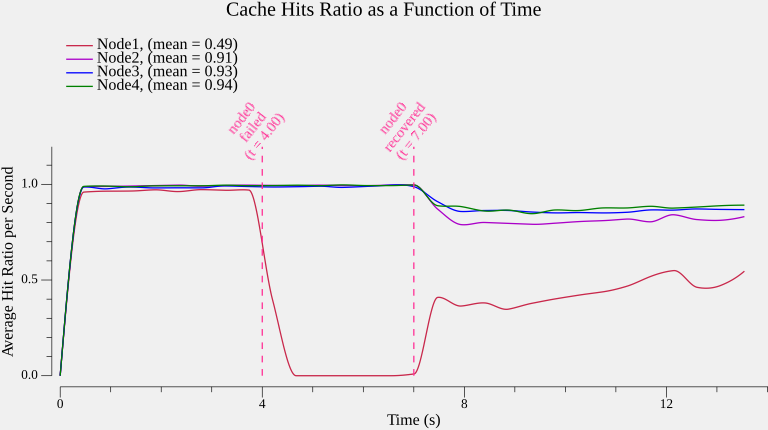 Cache Hits Ratio as a Function of Time
Node1, (mean = 0.49)
Node2, (mean = 0.91)
Node3, (mean = 0.93)
Node4, (mean = 0.94)
node0
failed
(t = 4.00)
node0
recovered
(t = 7.00)
Average Hit Ratio per Second
1.0
0.5
0.0
0
4
8
12
Time (s)